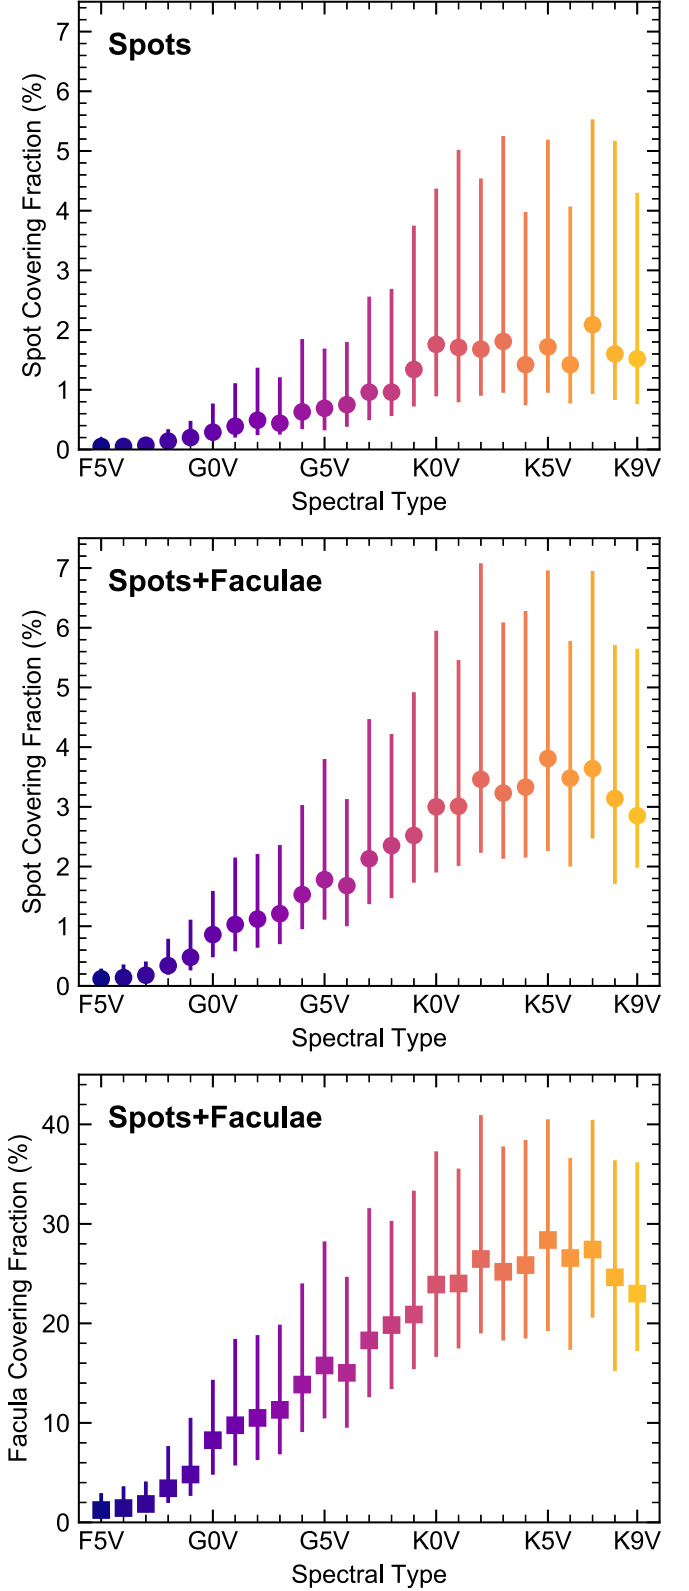 Spots
Spot Covering Fraction (%)
7
6
5
4
3
2
1
0
F5V G0V G5V K0V K5V K9V
Spectral Type
Spots+Faculae
Spot Covering Fraction (%)
7
6
5
4
3
2
1
0
F5V G0V G5V K0V K5V K9V
Spectral Type
Spots+Faculae
Facula Covering Fraction (%)
40
30
20
10
0
F5V G0V G5V K0V K5V K9V
Spectral Type